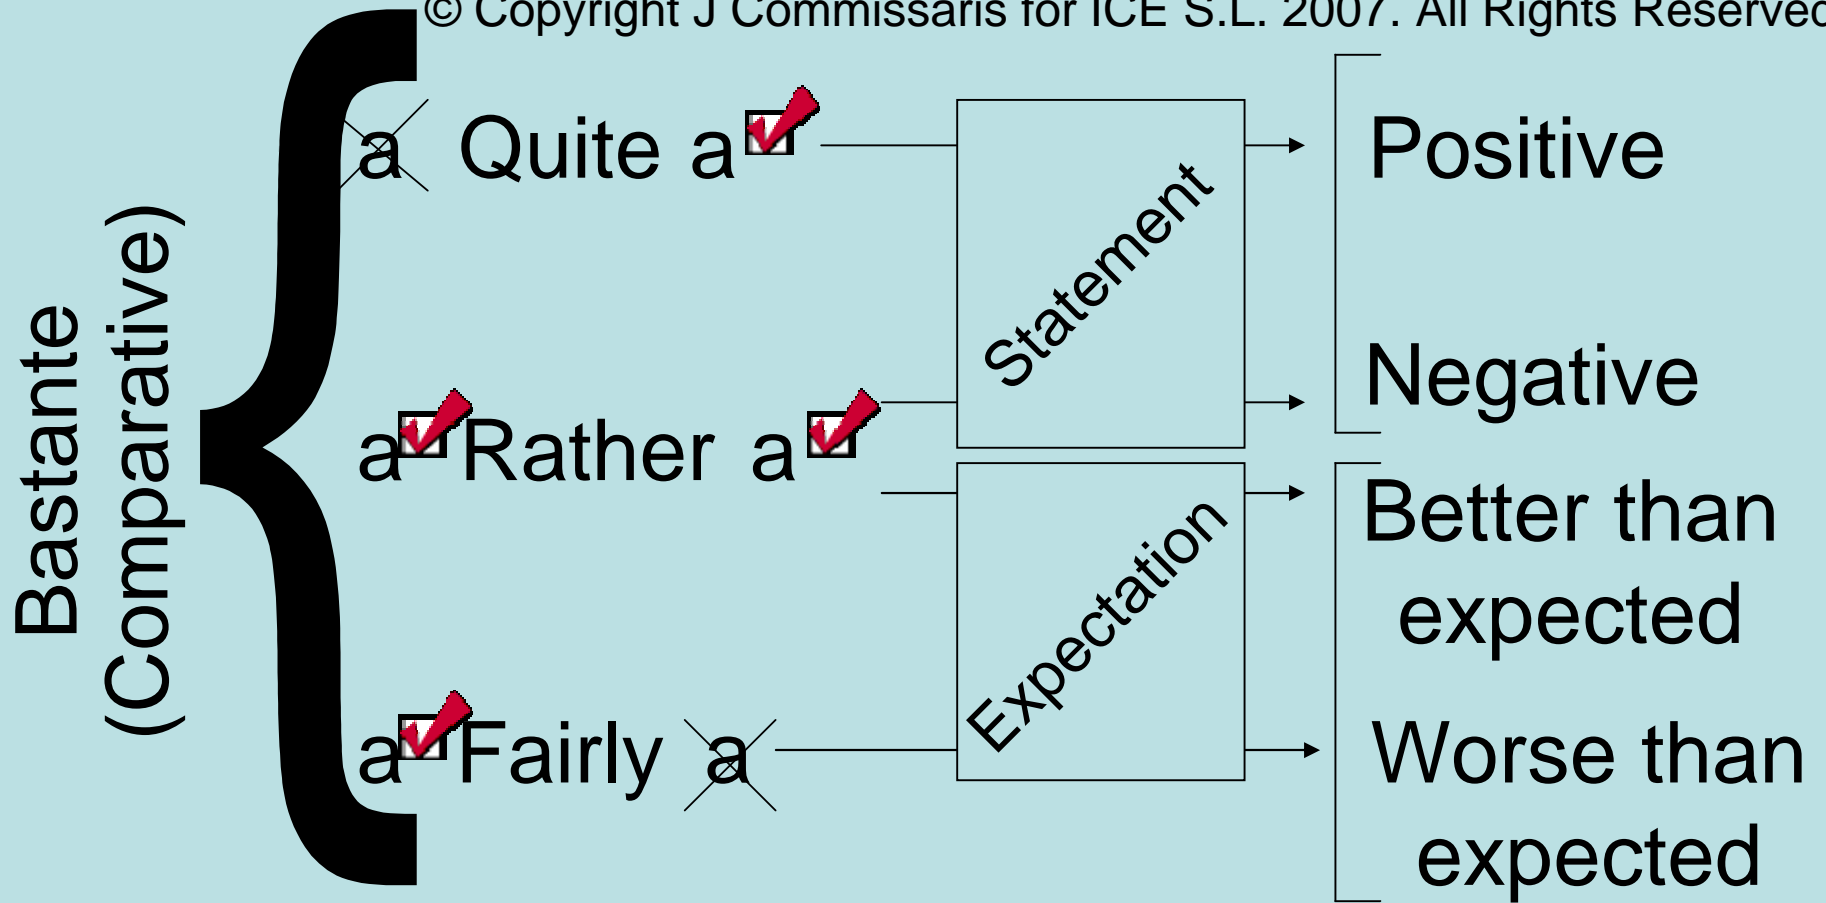 © Copyright J Commissaris for ICE S.L. 2007. All Rights Reserved
Bastante
(Comparative)
a Quite a
Statement
Positive
Negative
a Rather a
Expectation
Better than
expected
a Fairly a
Worse than
expected